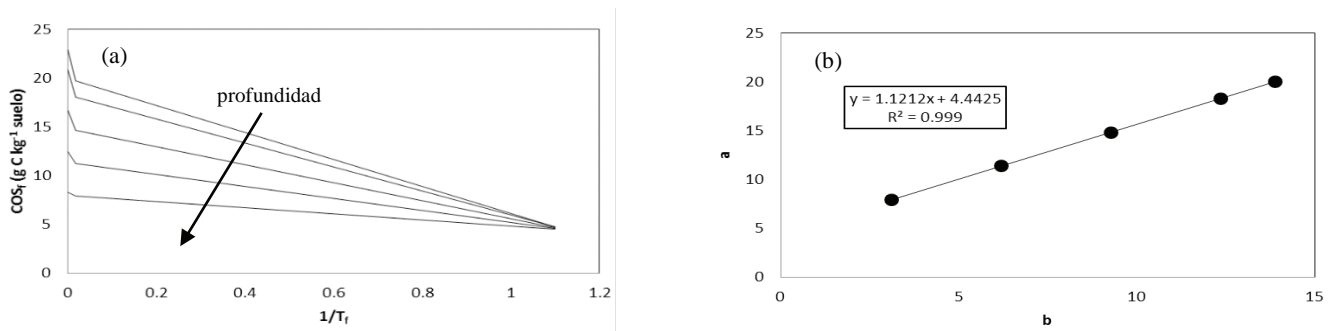 25
20
15
10
5
0
COSf (g C kg-1 suelo)
(a)
profundidad
0 0.2 0.4 0.6 0.8 1 1.2
1/Tf
25
20
15
10
5
0
a
(b)
y = 1.1212x + 4.4425
R² = 0.999
0 5 10 15
b